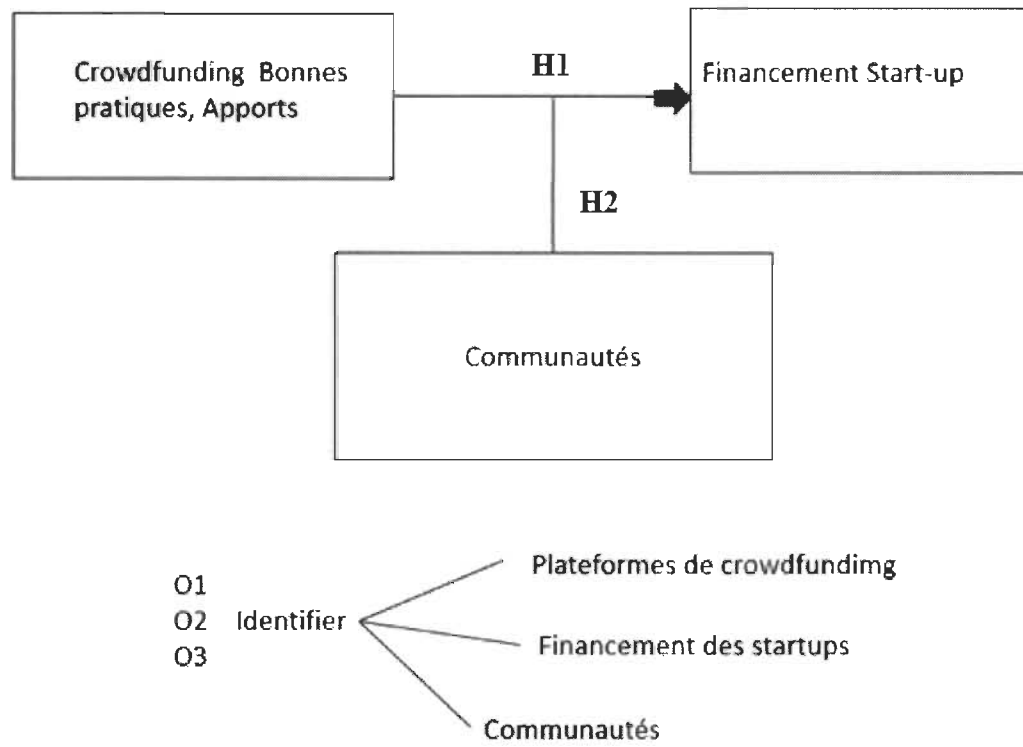 Crowdfunding Bonnes
pratiques, Apports
H1
Financement Start-up
H2
Communautés
Plateformes de crowdfundimg
O1
O2 Identifier
Financement des startups
O3
Communautés